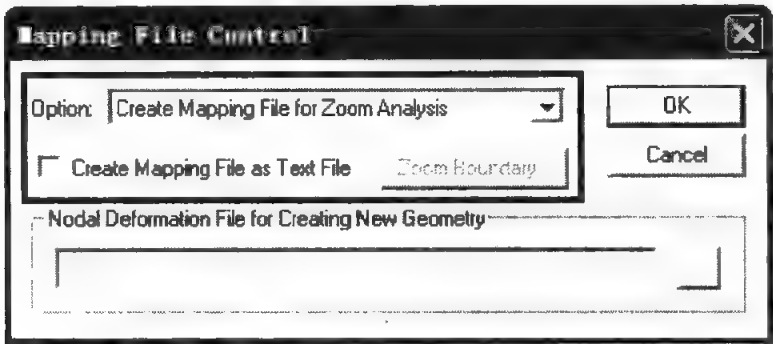 Mapping File Control
Option: Create Mapping File for Zoom Analysis
OK
Create Mapping File as Text File
Zoom Boundary
Cancel
Nodal Deformation File for Creating New Geometry